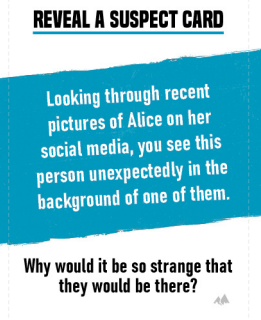 REVEAL A SUSPECT CARD
Looking through recent
pictures of Alice on her
social media, you see this
person unexpectedly in the
background of one of them.
Why would it be so strange that
they would be there?